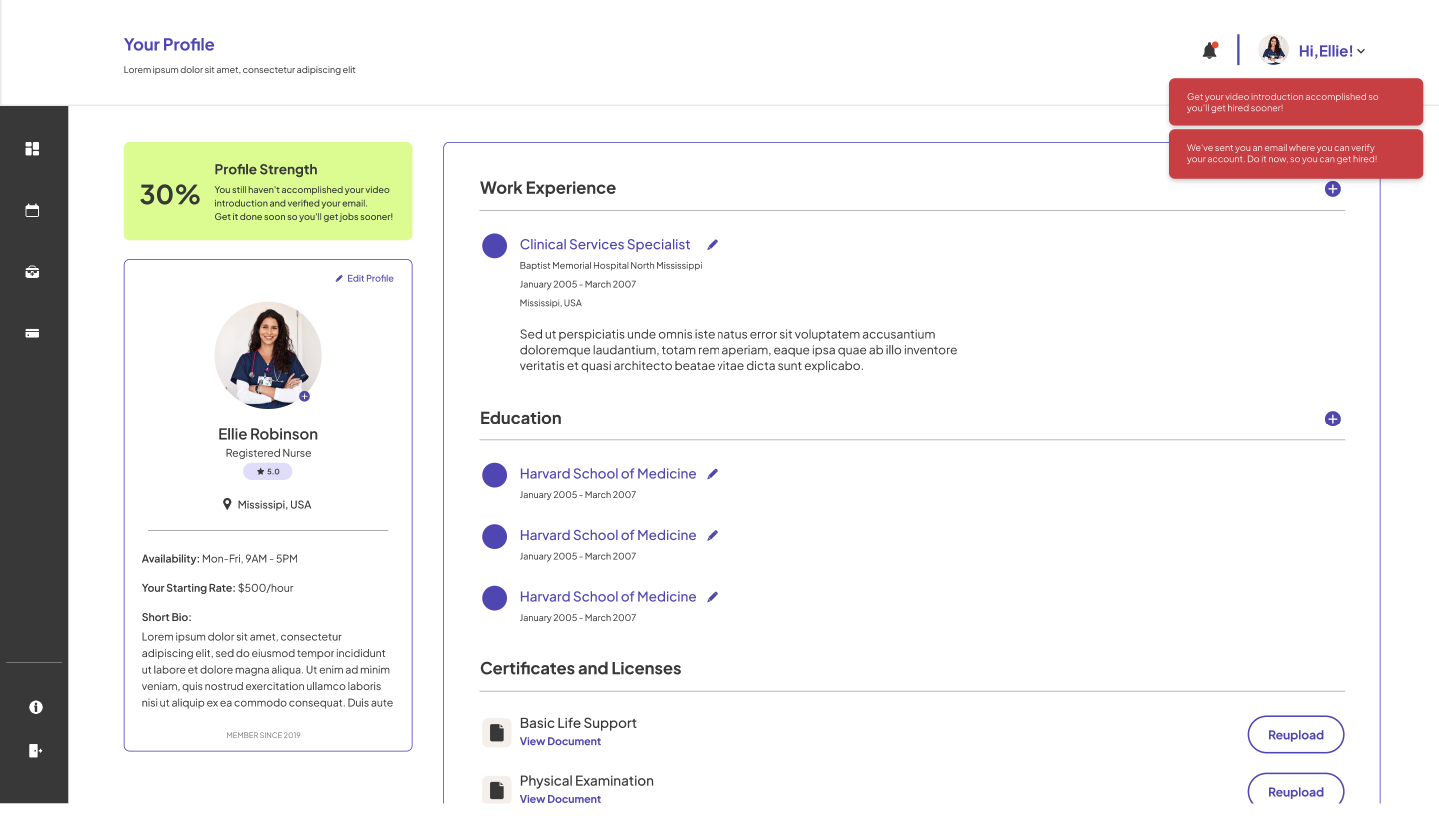 Your Profile
Lorem ipsum dolor sit amet, consectetur adipiscing elit
Hi,Ellie!
Get your video introduction accomplished so
you'll get hired sooner!
We've sent you an email where you can verify
your account. Do it now, so you can get hired!
30%
Profile Strength
You still haven't accomplished your video
introduction and verified your email.
Get it done soon so you'll get jobs sooner!
Edit Profile
Ellie Robinson
Registered Nurse
5.0
Mississipi, USA
Availability: Mon-Fri, 9AM - 5PM
Your Starting Rate: $500/hour
Short Bio:
Lorem ipsum dolor sit amet, consectetur
adipiscing elit, sed do eiusmod tempor incididunt
ut labore et dolore magna aliqua. Ut enim ad minim
veniam, quis nostrud exercitation ullamco laboris
nisi ut aliquip ex ea commodo consequat. Duis aute
MEMBER SINCE 2019
Work Experience
Clinical Services Specialist
Baptist Memorial Hospital North Mississippi
January 2005 - March 2007
Mississipi, USA
Sed ut perspiciatis unde omnis iste natus error sit voluptatem accusantium
doloremque laudantium, totam rem aperiam, eaque ipsa quae ab illo inventore
veritatis et quasi architecto beatae vitae dicta sunt explicabo.
Education
Harvard School of Medicine
January 2005 - March 2007
Harvard School of Medicine
January 2005 - March 2007
Harvard School of Medicine
January 2005 - March 2007
Certificates and Licenses
Basic Life Support
View Document
Reupload
Physical Examination
View Document
Reupload